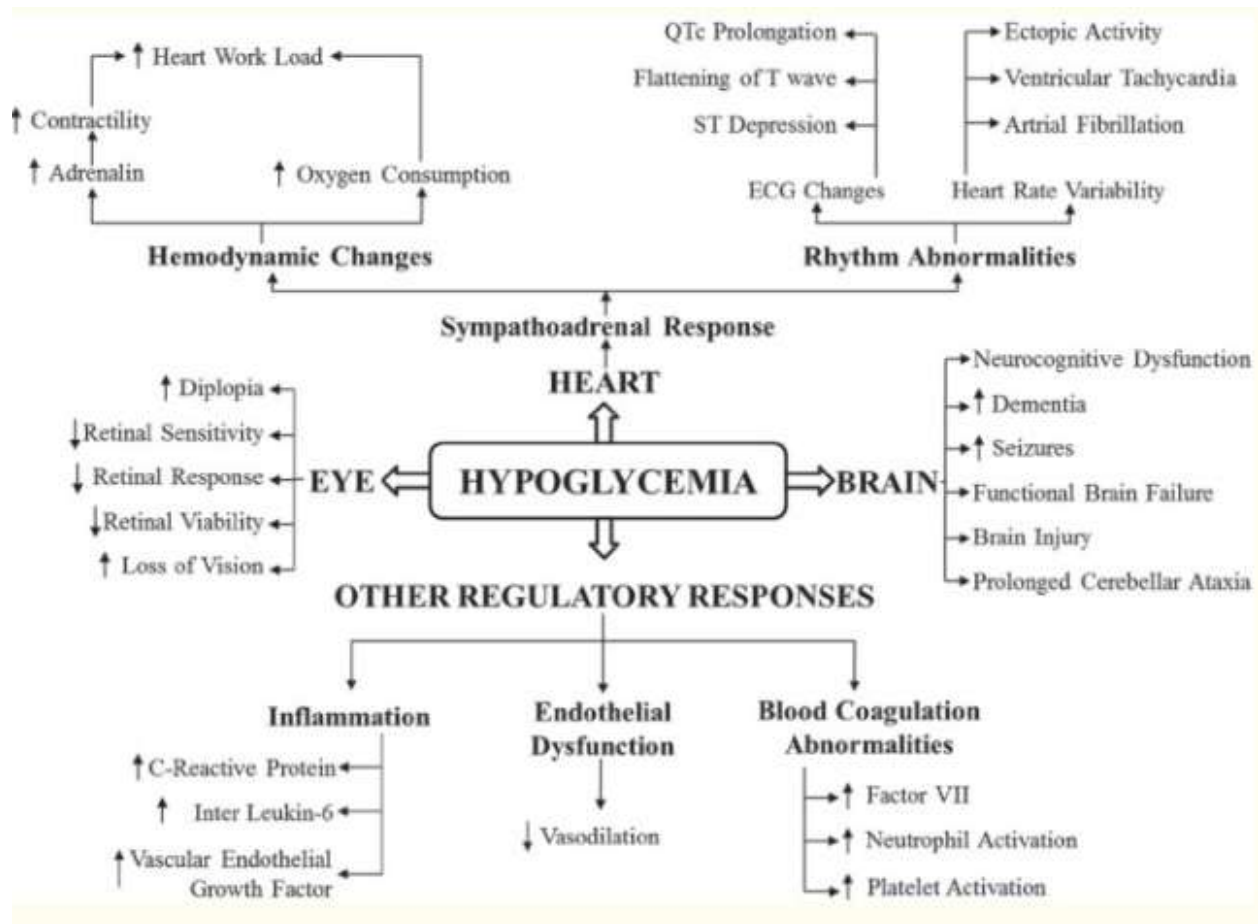 QTc Prolongation
Flattening of T wave
ST Depression
ECG Changes
Ectopic Activity
Ventricular Tachycardia
Artrial Fibrillation
Heart Rate Variability
↑ Heart Work Load
↑ Contractility
↑ Adrenalin
↑ Oxygen Consumption
Hemodynamic Changes
Rhythm Abnormalities
Sympathoadrenal Response
HEART
↑ Diplopia
↓ Retinal Sensitivity
↓ Retinal Response
↓ Retinal Viability
↑ Loss of Vision
EYE
HYPOGLYCEMIA
BRAIN
Neurocognitive Dysfunction
↑ Dementia
↑ Seizures
Functional Brain Failure
Brain Injury
Prolonged Cerebellar Ataxia
OTHER REGULATORY RESPONSES
Inflammation
↑ C-Reactive Protein
↑ Inter Leukin-6
↑ Vascular Endothelial
Growth Factor
Endothelial
Dysfunction
↓ Vasodilation
Blood Coagulation
Abnormalities
↑ Factor VII
↑ Neutrophil Activation
↑ Platelet Activation